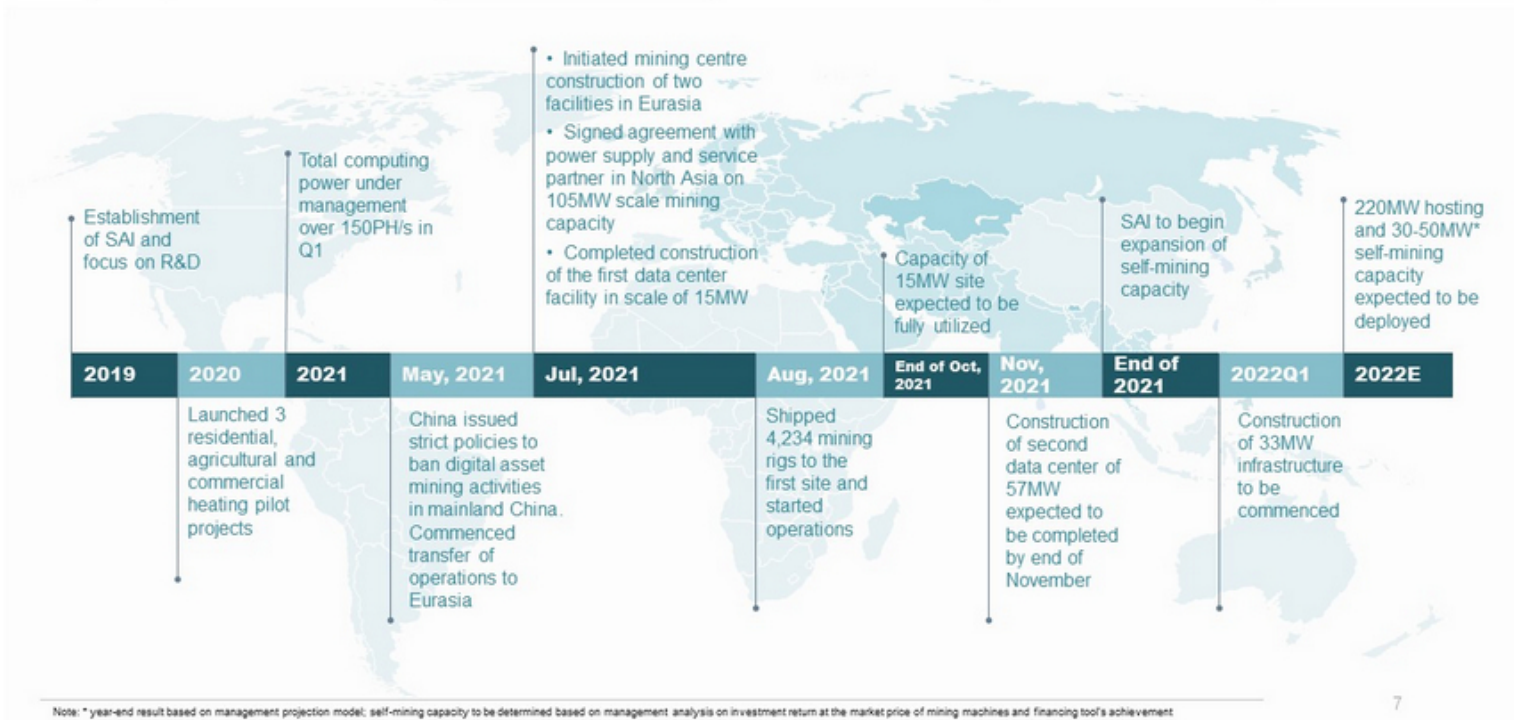 Establishment
of SAI and
focus on R&D
Total computing
power under
management
over 150PH/s in
Q1
• Initiated mining centre
construction of two
facilities in Eurasia
• Signed agreement with
power supply and service
partner in North Asia on
105MW scale mining
capacity
• Completed construction
of the first data center
facility in scale of 15MW
Capacity of
15MW site
expected to be
fully utilized
SAI to begin
expansion of
self-mining
capacity
220MW hosting
and 30-50MW*
self-mining
capacity
expected to be
deployed
2019
2020
2021
May, 2021
Jul, 2021
Aug, 2021
End of Oct,
2021
Nov,
2021
End of
2021
2022Q1
2022E
Launched 3
residential,
agricultural and
commercial
heating pilot
projects
China issued
strict policies to
ban digital asset
mining activities
in mainland China.
Commenced
transfer of
operations to
Eurasia
Shipped
4,234 mining
rigs to the
first site and
started
operations
Construction
of second
data center of
57MW
expected to
be completed
by end of
November
Construction
of 33MW
infrastructure
to be
commenced
7
Note: * year-end result based on management projection model; self-mining capacity to be determined based on management analysis on investment return at the market price of mining machines and financing tool's achievement